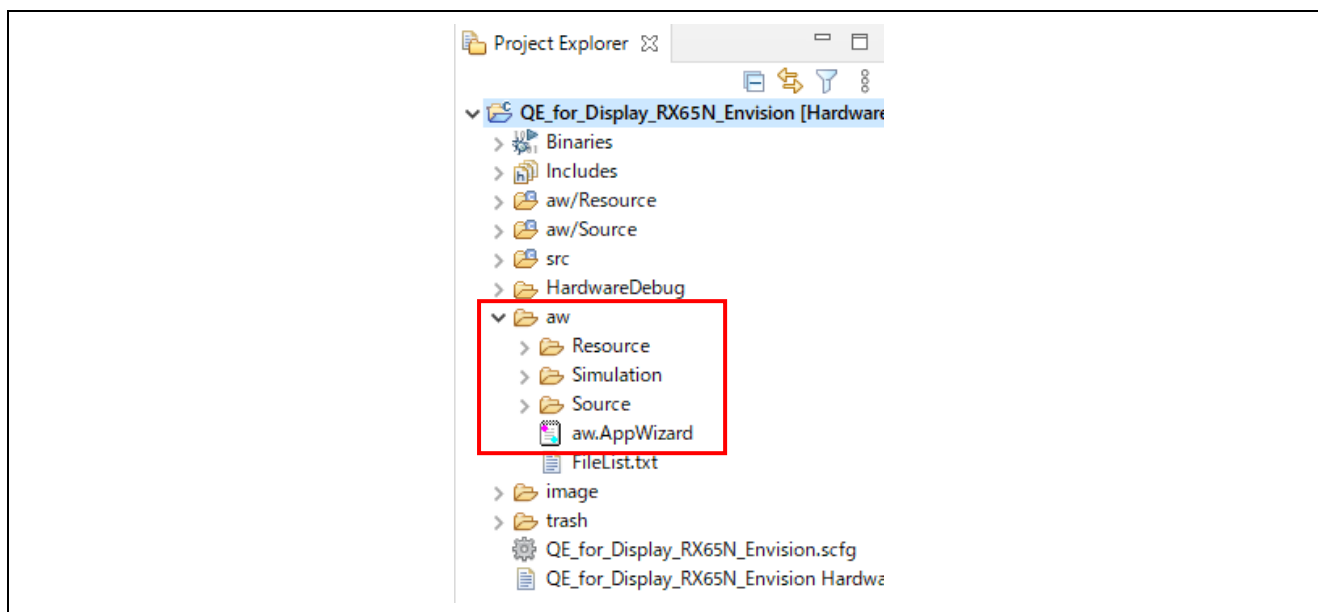 Project Explorer
QE_for_Display_RX65N_Envision [Hardware
Binaries
Includes
aw/Resource
aw/Source
src
HardwareDebug
aw
Resource
Simulation
Source
aw.AppWizard
FileList.txt
image
trash
QE_for_Display_RX65N_Envision.scfg
QE_for_Display_RX65N_Envision Hardwa